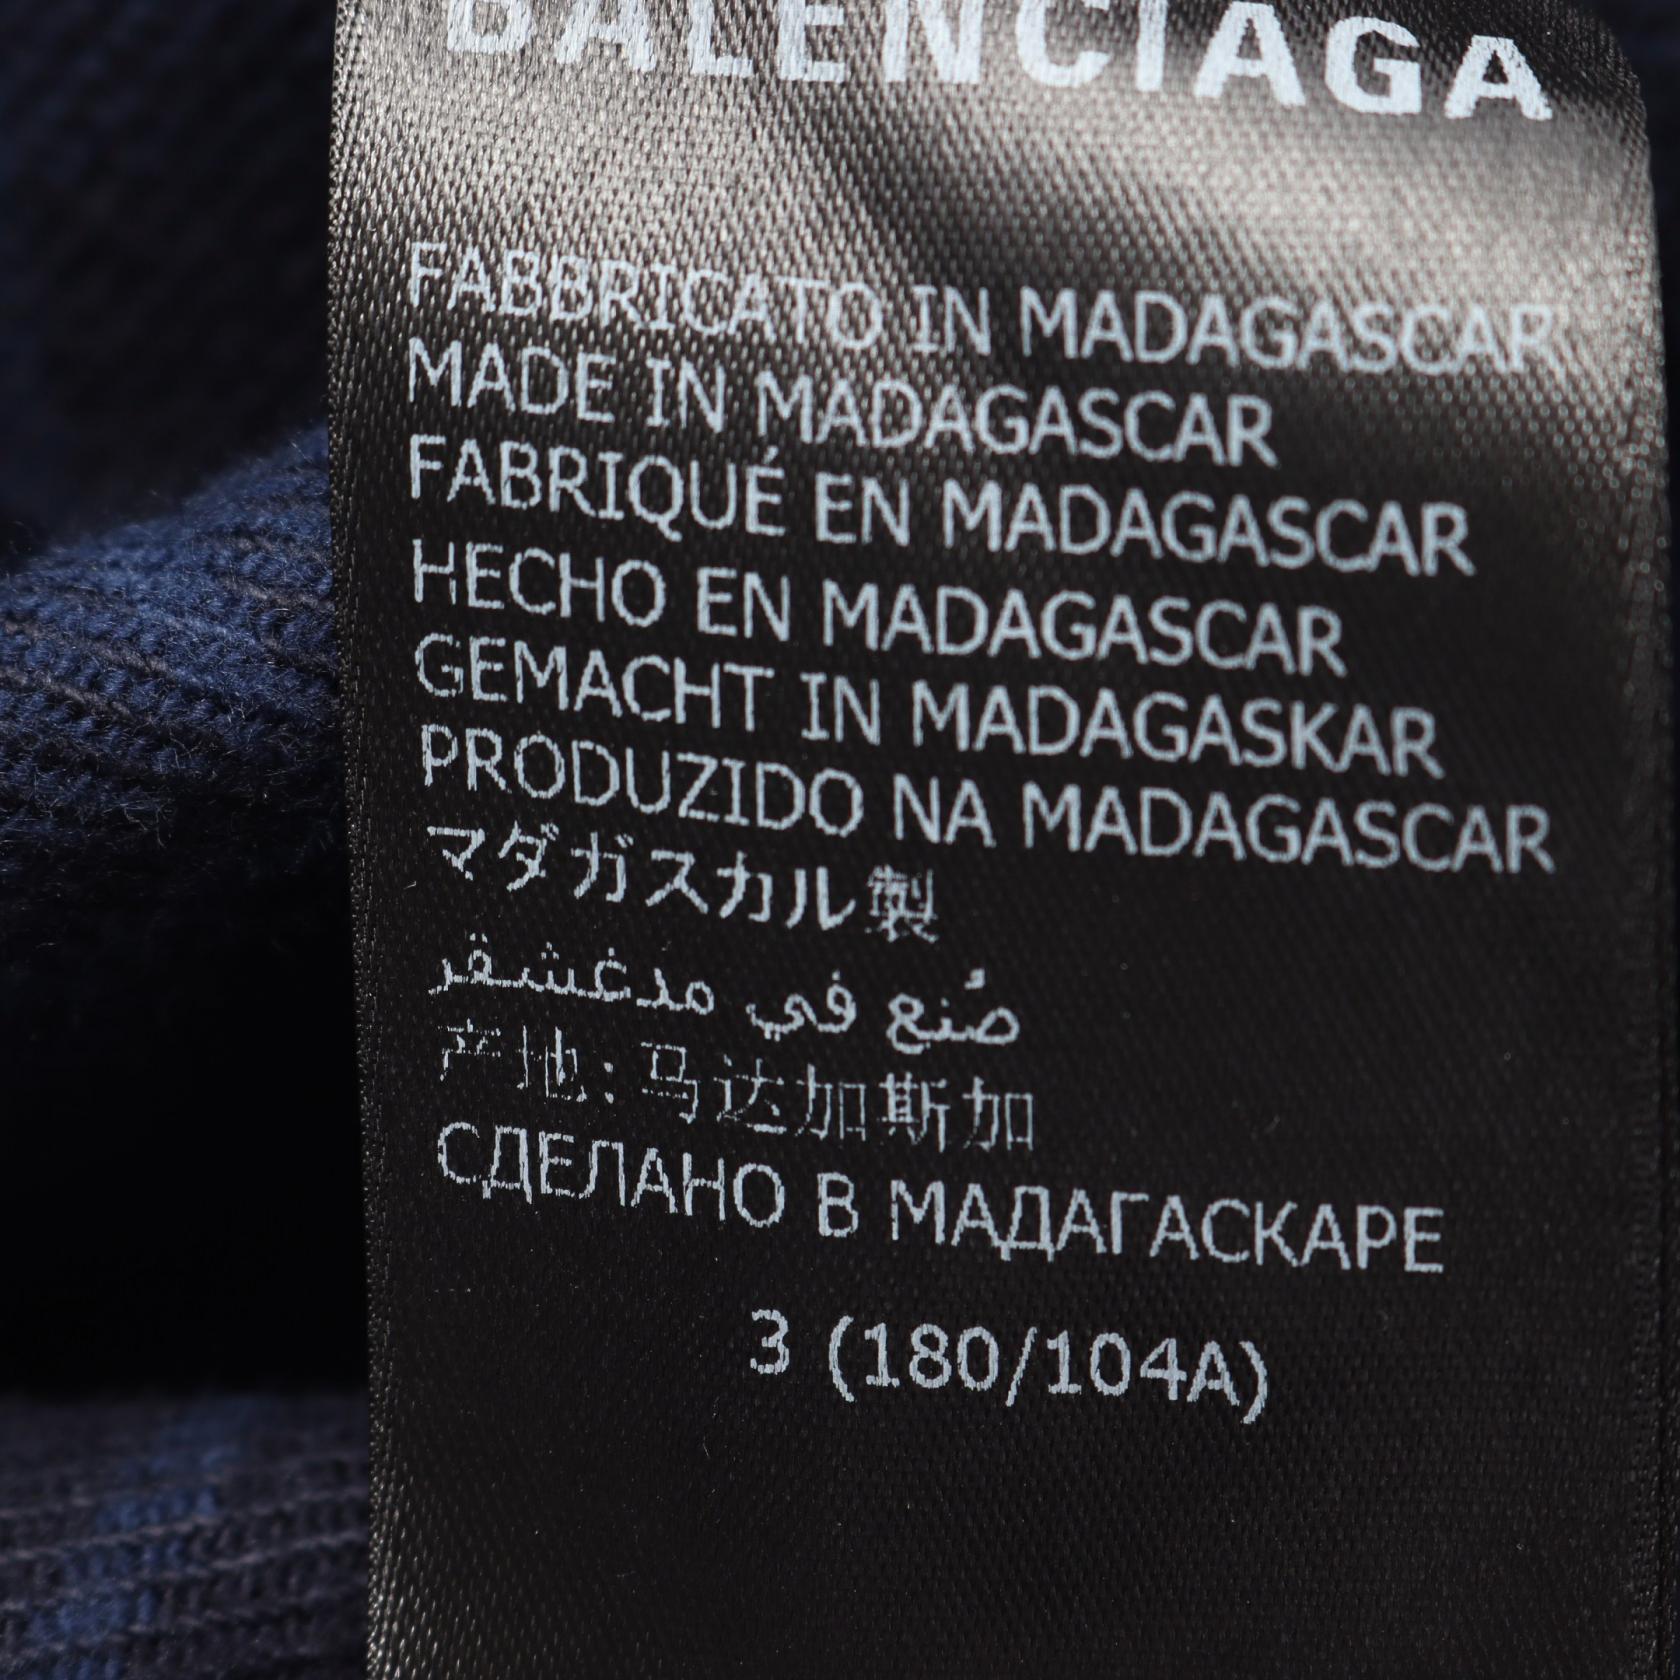 BALENCIAGA
FABBRICATO IN MADAGASCAR
MADE IN MADAGASCAR
FABRIQUÉ EN MADAGASCAR
HECHO EN MADAGASCAR
GEMACHT IN MADAGASKAR
PRODUZIDO NA MADAGASCAR
マダガスカル製
صُنع في مدغشقر
产地: 马达加斯加
СДЕЛАНО В МАДАГАСКАРЕ
3 (180/104A)